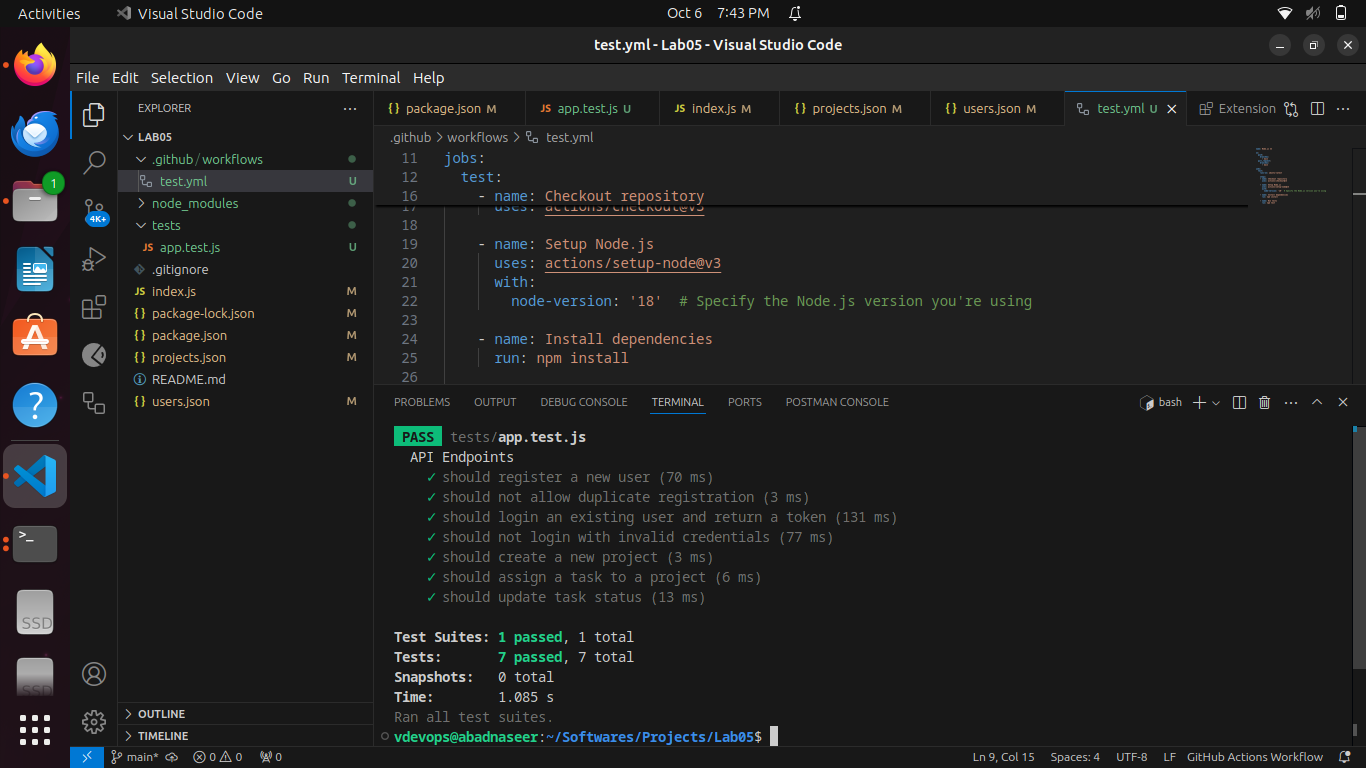 Activities Visual Studio Code Oct 6 7:43 PM
test.yml - Lab05 - Visual Studio Code
File Edit Selection View Go Run Terminal Help
EXPLORER
LAB05
.github/workflows
test.yml U
node_modules
tests
JS app.test.js U
.gitignore
JS index.js M
{} package-lock.json M
{} package.json M
{} projects.json M
README.md
{} users.json M
OUTLINE
TIMELINE
1
4K+
>_
SSD
SSD
{} package.json M JS app.test.js U JS index.js M {} projects.json M {} users.json M test.yml U Extension
.github > workflows > test.yml
11 jobs:
12 test:
16 - name: Checkout repository
17 uses: actions/checkout@v3
18
19 - name: Setup Node.js
20 uses: actions/setup-node@v3
21 with:
22 node-version: '18' # Specify the Node.js version you're using
23
24 - name: Install dependencies
25 run: npm install
26
PROBLEMS OUTPUT DEBUG CONSOLE TERMINAL PORTS POSTMAN CONSOLE bash
PASS tests/app.test.js
API Endpoints
✓ should register a new user (70 ms)
✓ should not allow duplicate registration (3 ms)
✓ should login an existing user and return a token (131 ms)
✓ should not login with invalid credentials (77 ms)
✓ should create a new project (3 ms)
✓ should assign a task to a project (6 ms)
✓ should update task status (13 ms)
Test Suites: 1 passed, 1 total
Tests: 7 passed, 7 total
Snapshots: 0 total
Time: 1.085 s
Ran all test suites.
vdevops@abadnaseer:~/Softwares/Projects/Lab05$
main* 0 0 0 Ln 9, Col 15 Spaces: 4 UTF-8 LF GitHub Actions Workflow